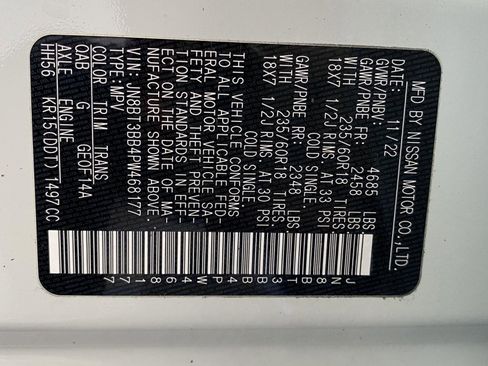 MFD. BY NISSAN MOTOR CO.,LTD.
DATE: 11/22
GVWR/PNBV: 4685 LBS
GAWR/PNBE FR: 2458 LBS
WITH 235/60R18 TIRES
18X7 1/2J RIMS, AT 33 PSI
COLD SINGLE.
GAWR/PNBE RR: 2348 LBS
WITH 235/60R18 TIRES
18X7 1/2J RIMS, AT 30 PSI
COLD SINGLE.
THIS VEHICLE CONFORMS
TO ALL APPLICABLE FED-
ERAL MOTOR VEHICLE SA-
FETY AND THEFT PREVEN-
TION STANDARDS IN EFF-
ECT ON THE DATE OF MA-
NUFACTURE SHOWN ABOVE.
VIN: JN8BT3BB4PW468177
TYPE: MPV
COLOR TRIM TRANS
QAB G GEOFT4A
AXLE ENGINE
HH56 KR15(DDT) 1497CC
JN8BT3BB4PW468177